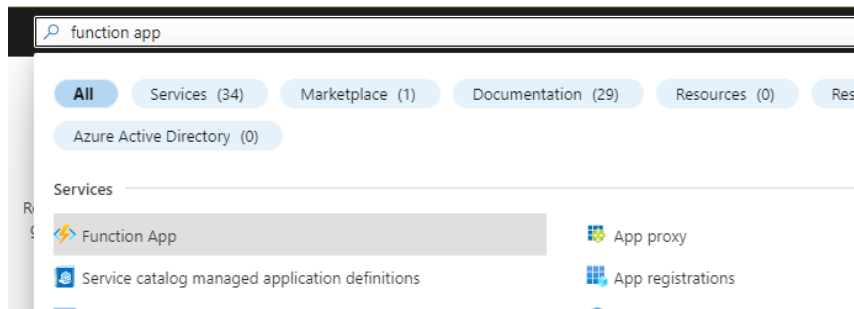 function app
All Services (34) Marketplace (1) Documentation (29) Resources (0) Res
Azure Active Directory (0)
Services
Function App App proxy
Service catalog managed application definitions App registrations